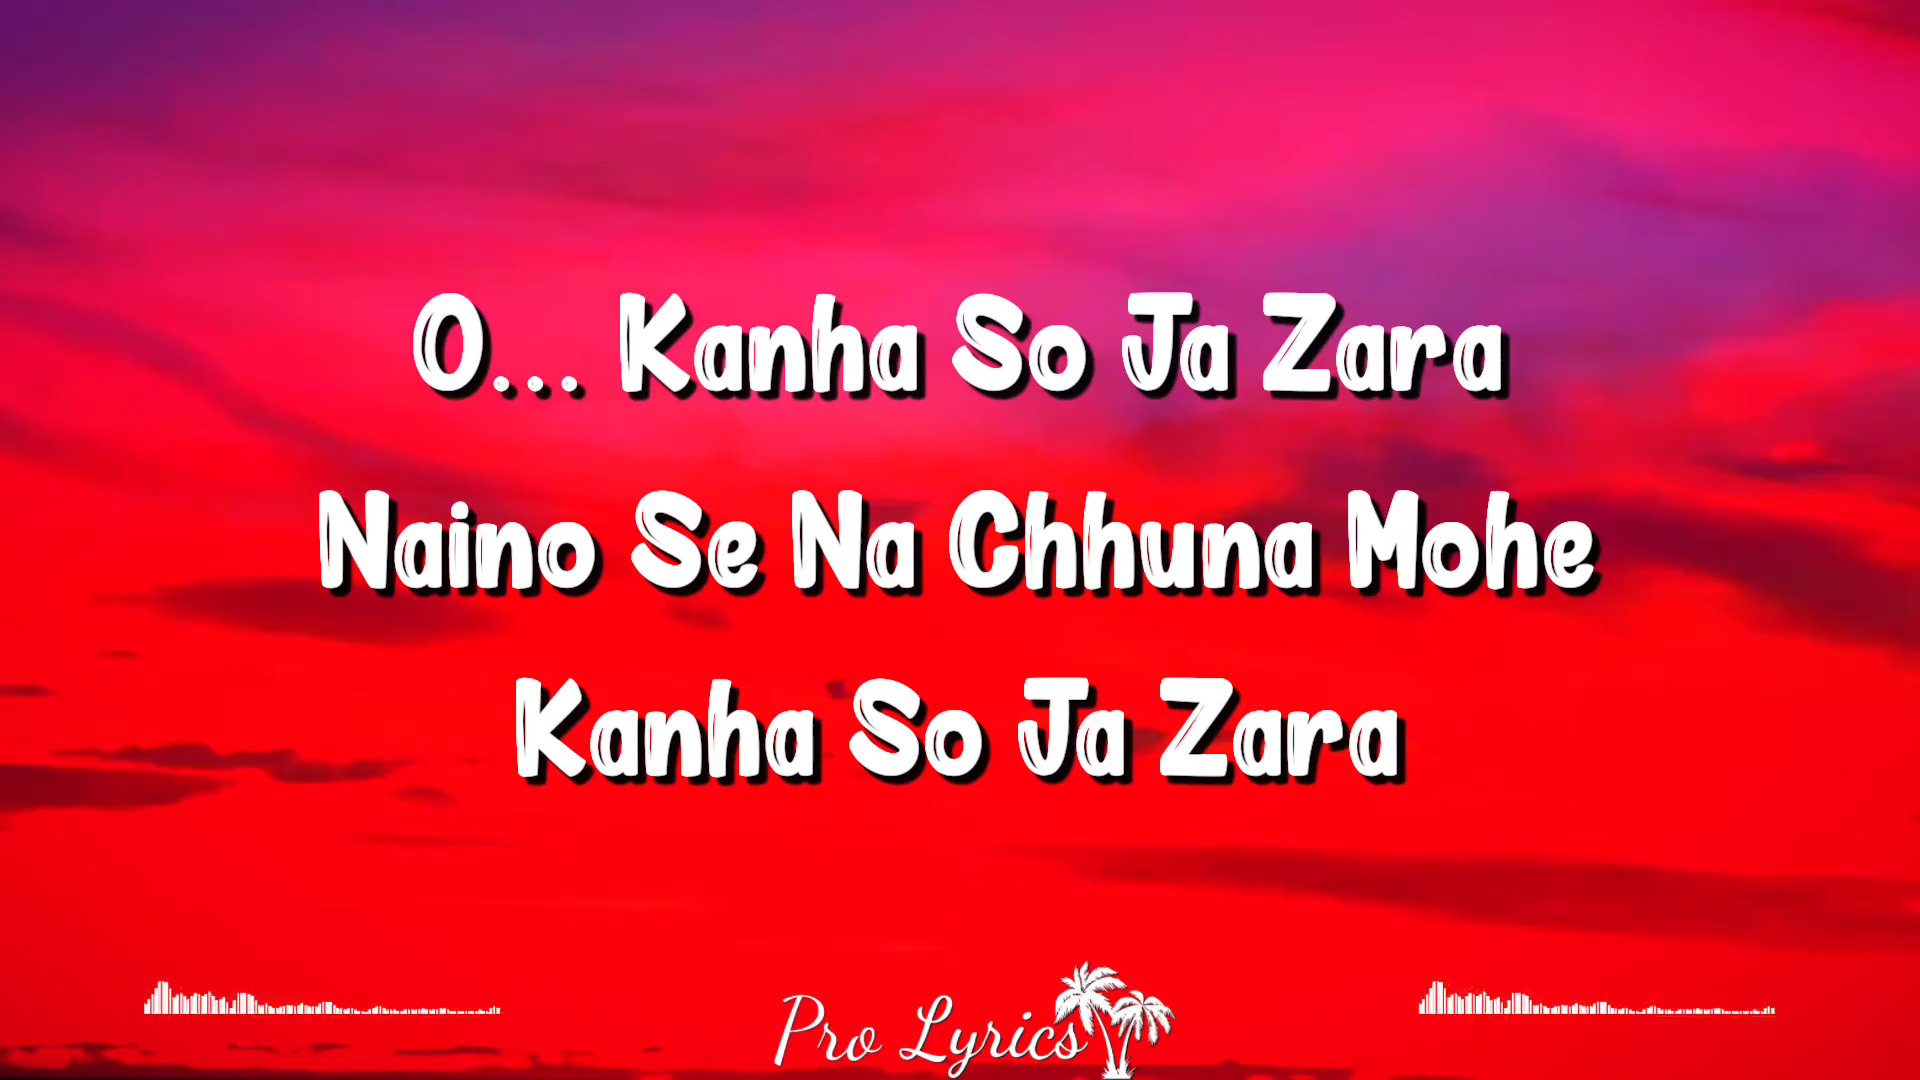 O... Kanha So Ja Zara
Naino Se Na Chhuna Mohe
Kanha So Ja Zara
Pro Lyrics